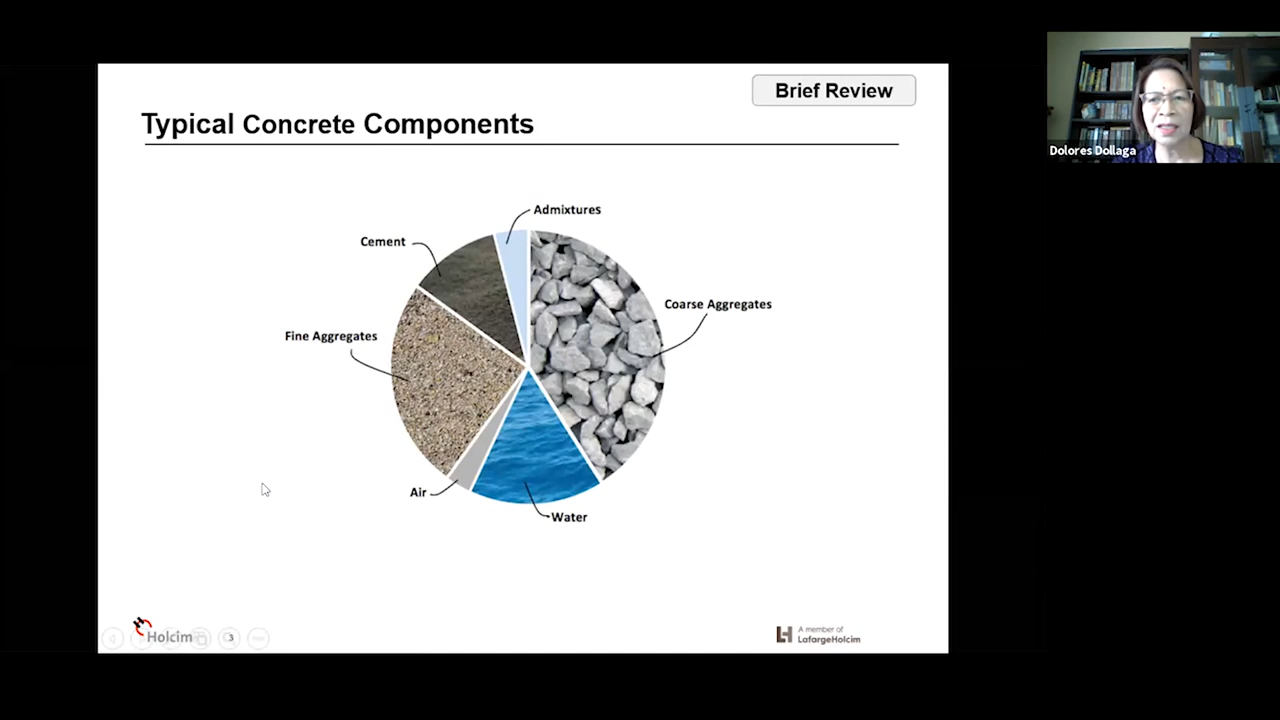 Brief Review
Typical Concrete Components
Dolores Dollaga
Admixtures
Cement
Coarse Aggregates
Fine Aggregates
Air
Water
Holcim
3
A member of
LafargeHolcim